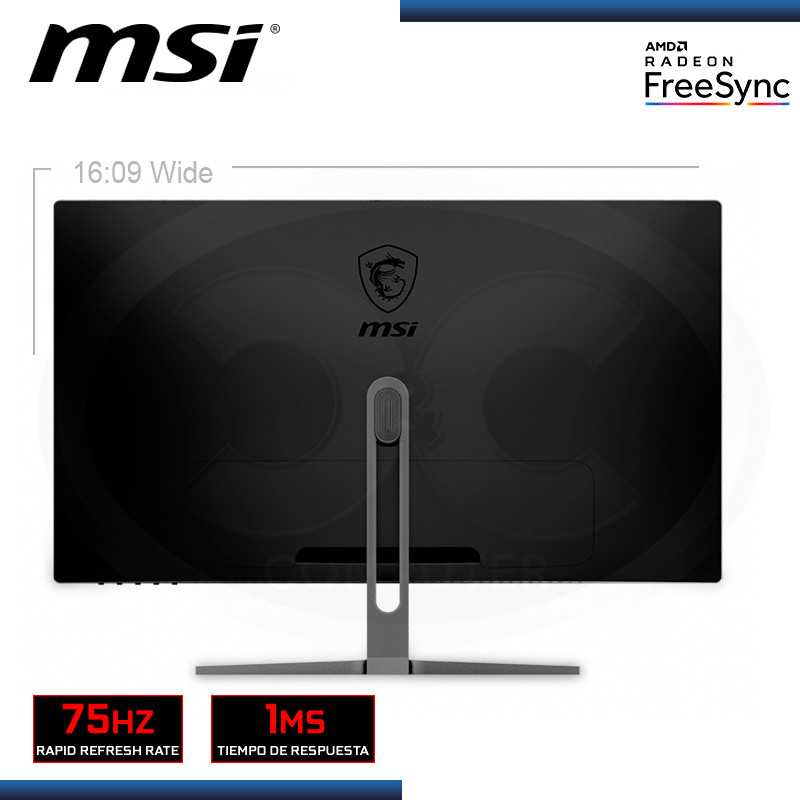 msi®
AMD
RADEON
FreeSync
16:09 Wide
msi
75HZ
RAPID REFRESH RATE
1MS
TIEMPO DE RESPUESTA